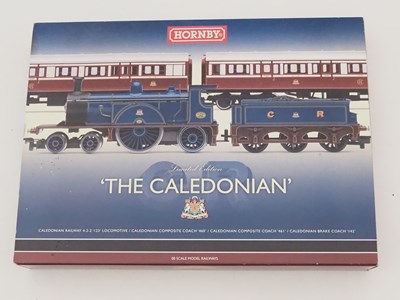 HORNBY
C R
Limited Edition
'THE CALEDONIAN'
CALEDONIAN RAILWAY 4-2-2 '123' LOCOMOTIVE / CALEDONIAN COMPOSITE COACH '460' / CALEDONIAN COMPOSITE COACH '461' / CALEDONIAN BRAKE COACH '142'
00 SCALE MODEL RAILWAYS